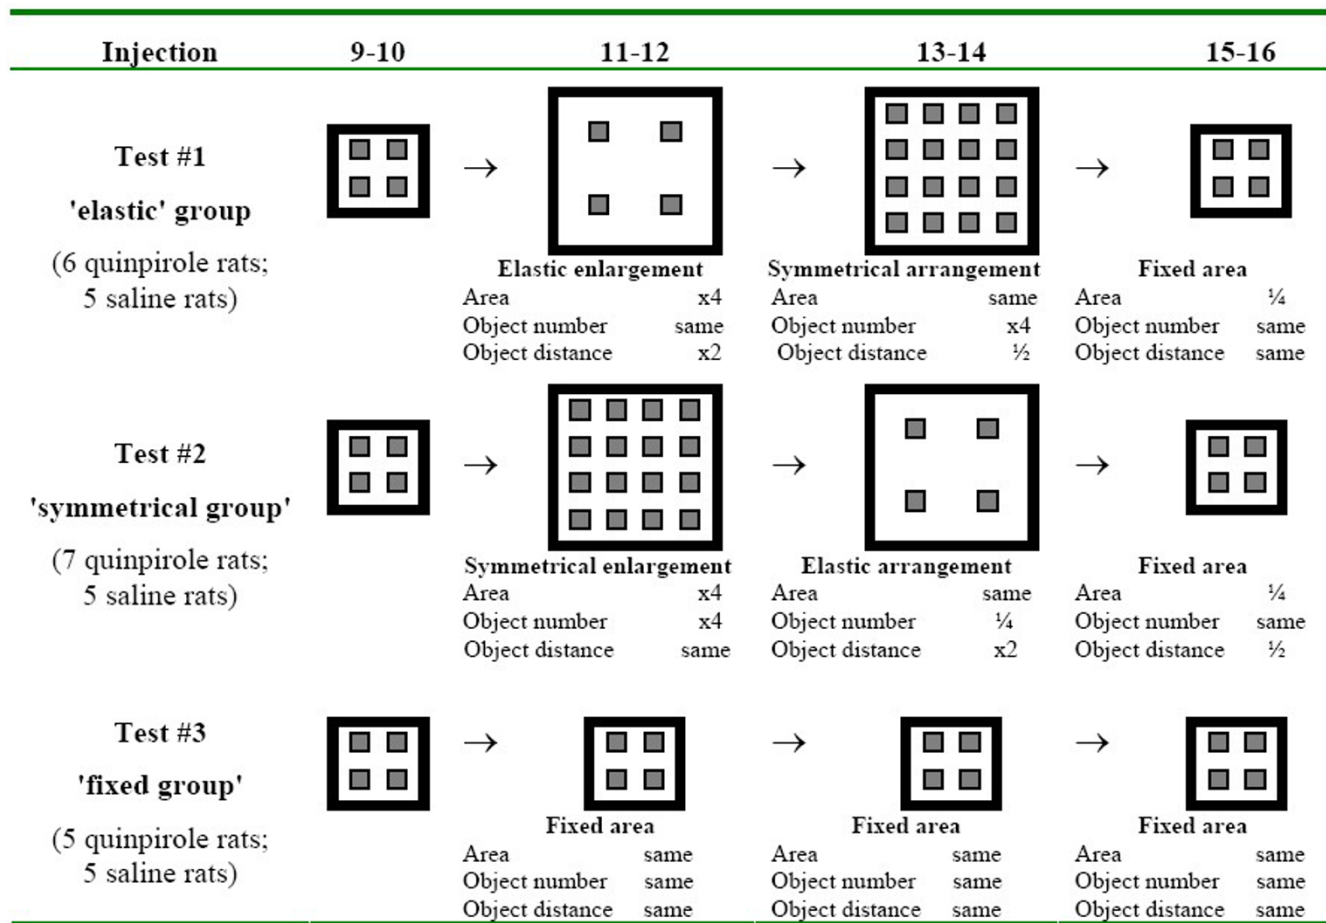 Injection 9-10 11-12 13-14 15-16
Test #1
'elastic' group
(6 quinpirole rats;
5 saline rats)
→ → →
Elastic enlargement Symmetrical arrangement Fixed area
Area x4 Area same Area ¼
Object number same Object number x4 Object number same
Object distance x2 Object distance ½ Object distance same
Test #2
'symmetrical group'
(7 quinpirole rats;
5 saline rats)
→ → →
Symmetrical enlargement Elastic arrangement Fixed area
Area x4 Area same Area ¼
Object number x4 Object number ¼ Object number same
Object distance same Object distance x2 Object distance ½
Test #3
'fixed group'
(5 quinpirole rats;
5 saline rats)
→ → →
Fixed area Fixed area Fixed area
Area same Area same Area same
Object number same Object number same Object number same
Object distance same Object distance same Object distance same